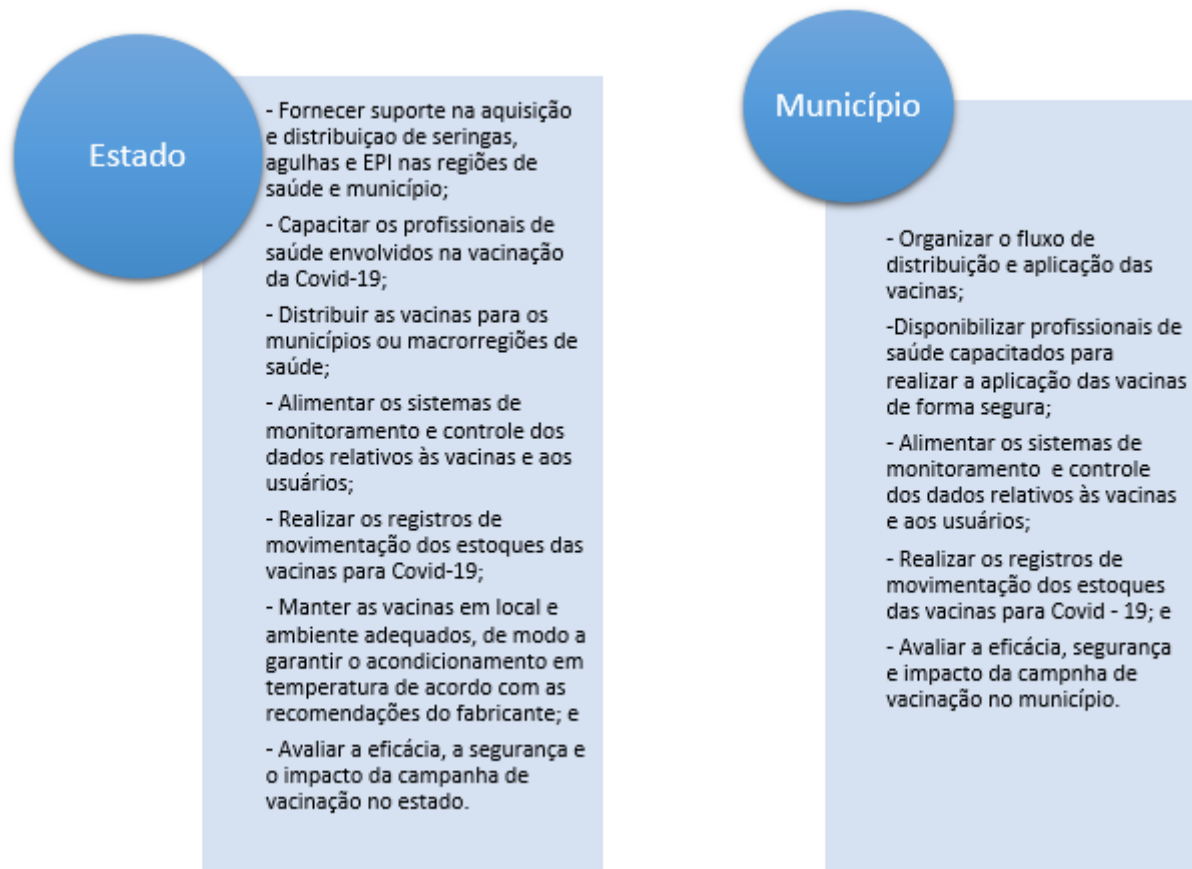 Estado
- Fornecer suporte na aquisição
e distribuiçao de seringas,
agulhas e EPI nas regiões de
saúde e município;
- Capacitar os profissionais de
saúde envolvidos na vacinação
da Covid-19;
- Distribuir as vacinas para os
municípios ou macrorregiões de
saúde;
- Alimentar os sistemas de
monitoramento e controle dos
dados relativos às vacinas e aos
usuários;
- Realizar os registros de
movimentação dos estoques das
vacinas para Covid-19;
- Manter as vacinas em local e
ambiente adequados, de modo a
garantir o acondicionamento em
temperatura de acordo com as
recomendações do fabricante; e
- Avaliar a eficácia, a segurança e
o impacto da campanha de
vacinação no estado.
Municípío
- Organizar o fluxo de
distribuição e aplicação das
vacinas;
-Disponibilizar profissionais de
saúde capacitados para
realizar a aplicação das vacinas
de forma segura;
- Alimentar os sistemas de
monitoramento  e controle
dos dados relativos às vacinas
e aos usuários;
- Realizar os registros de
movimentação dos estoques
das vacinas para Covid - 19; e
- Avaliar a eficácia, segurança
e impacto da campnha de
vacinação no município.